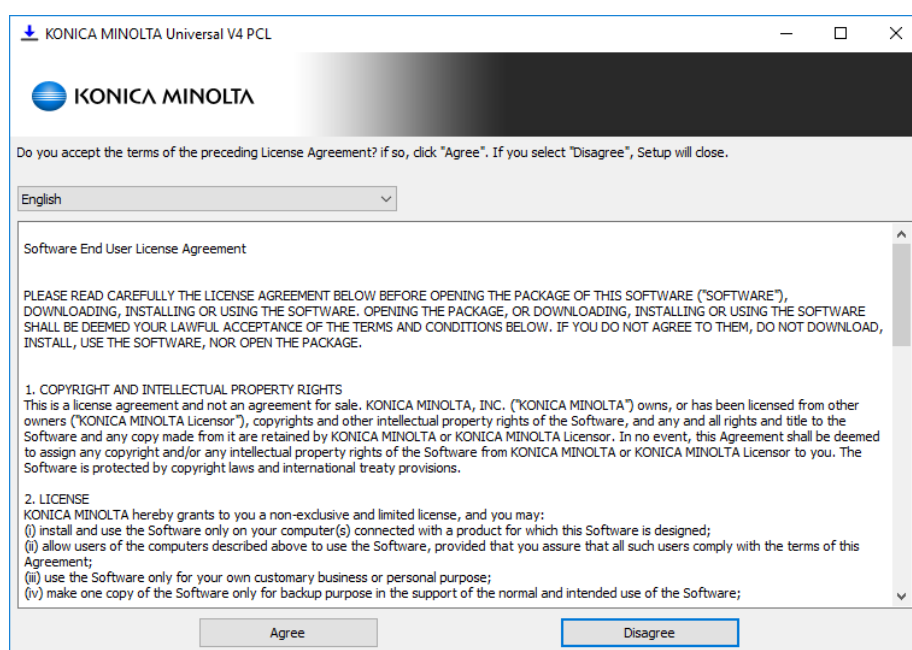 KONICA MINOLTA Universal V4 PCL
KONICA MINOLTA
Do you accept the terms of the preceding License Agreement? if so, click "Agree". If you select "Disagree", Setup will close.
English
Software End User License Agreement
PLEASE READ CAREFULLY THE LICENSE AGREEMENT BELOW BEFORE OPENING THE PACKAGE OF THIS SOFTWARE ("SOFTWARE"),
DOWNLOADING, INSTALLING OR USING THE SOFTWARE. OPENING THE PACKAGE, OR DOWNLOADING, INSTALLING OR USING THE SOFTWARE
SHALL BE DEEMED YOUR LAWFUL ACCEPTANCE OF THE TERMS AND CONDITIONS BELOW. IF YOU DO NOT AGREE TO THEM, DO NOT DOWNLOAD,
INSTALL, USE THE SOFTWARE, NOR OPEN THE PACKAGE.
1. COPYRIGHT AND INTELLECTUAL PROPERTY RIGHTS
This is a license agreement and not an agreement for sale. KONICA MINOLTA, INC. ("KONICA MINOLTA") owns, or has been licensed from other
owners ("KONICA MINOLTA Licensor"), copyrights and other intellectual property rights of the Software, and any and all rights and title to the
Software and any copy made from it are retained by KONICA MINOLTA or KONICA MINOLTA Licensor. In no event, this Agreement shall be deemed
to assign any copyright and/or any intellectual property rights of the Software from KONICA MINOLTA or KONICA MINOLTA Licensor to you. The
Software is protected by copyright laws and international treaty provisions.
2. LICENSE
KONICA MINOLTA hereby grants to you a non-exclusive and limited license, and you may:
(i) install and use the Software only on your computer(s) connected with a product for which this Software is designed;
(ii) allow users of the computers described above to use the Software, provided that you assure that all such users comply with the terms of this
Agreement;
(iii) use the Software only for your own customary business or personal purpose;
(iv) make one copy of the Software only for backup purpose in the support of the normal and intended use of the Software;
Agree
Disagree